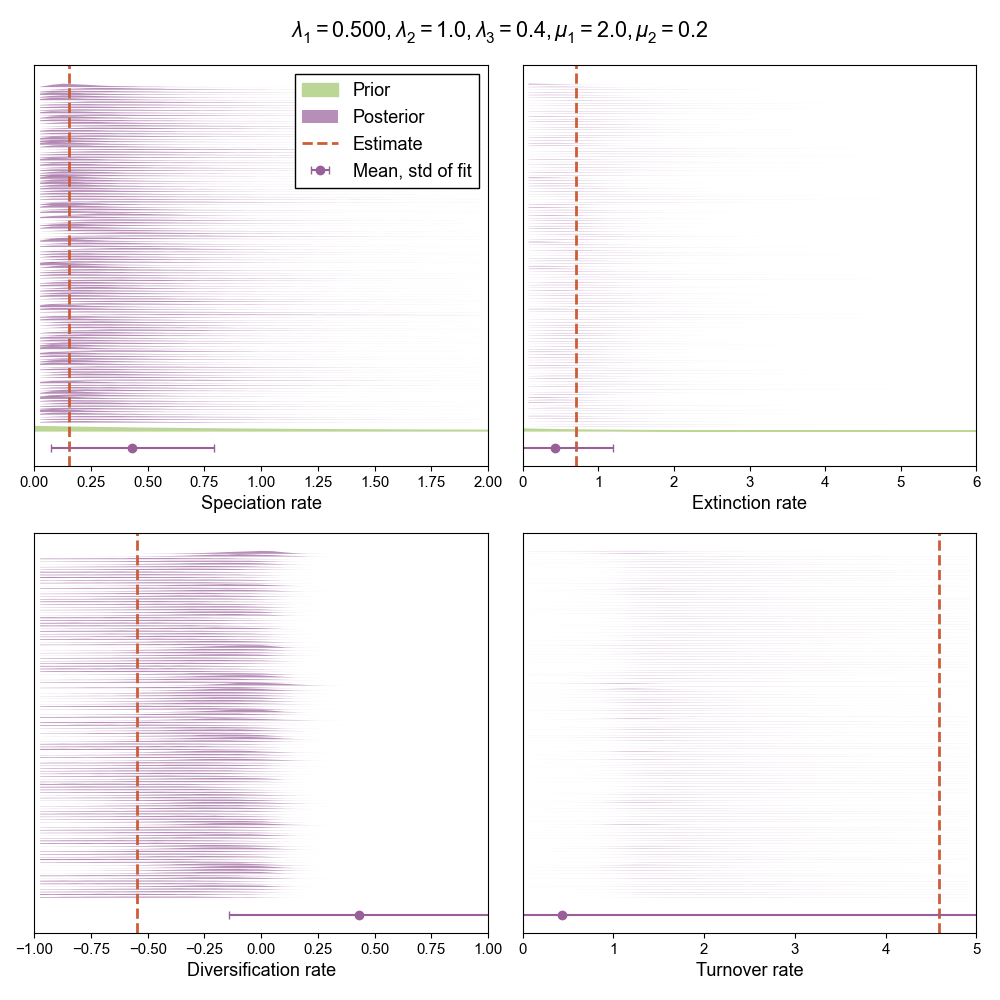 λ₁ = 0.500, λ₂ = 1.0, λ₃ = 0.4, μ₁ = 2.0, μ₂ = 0.2
Prior
Posterior
Estimate
Mean, std of fit
0.00 0.25 0.50 0.75 1.00 1.25 1.50 1.75 2.00
Speciation rate
0 1 2 3 4 5 6
Extinction rate
−1.00 −0.75 −0.50 −0.25 0.00 0.25 0.50 0.75 1.00
Diversification rate
0 1 2 3 4 5
Turnover rate